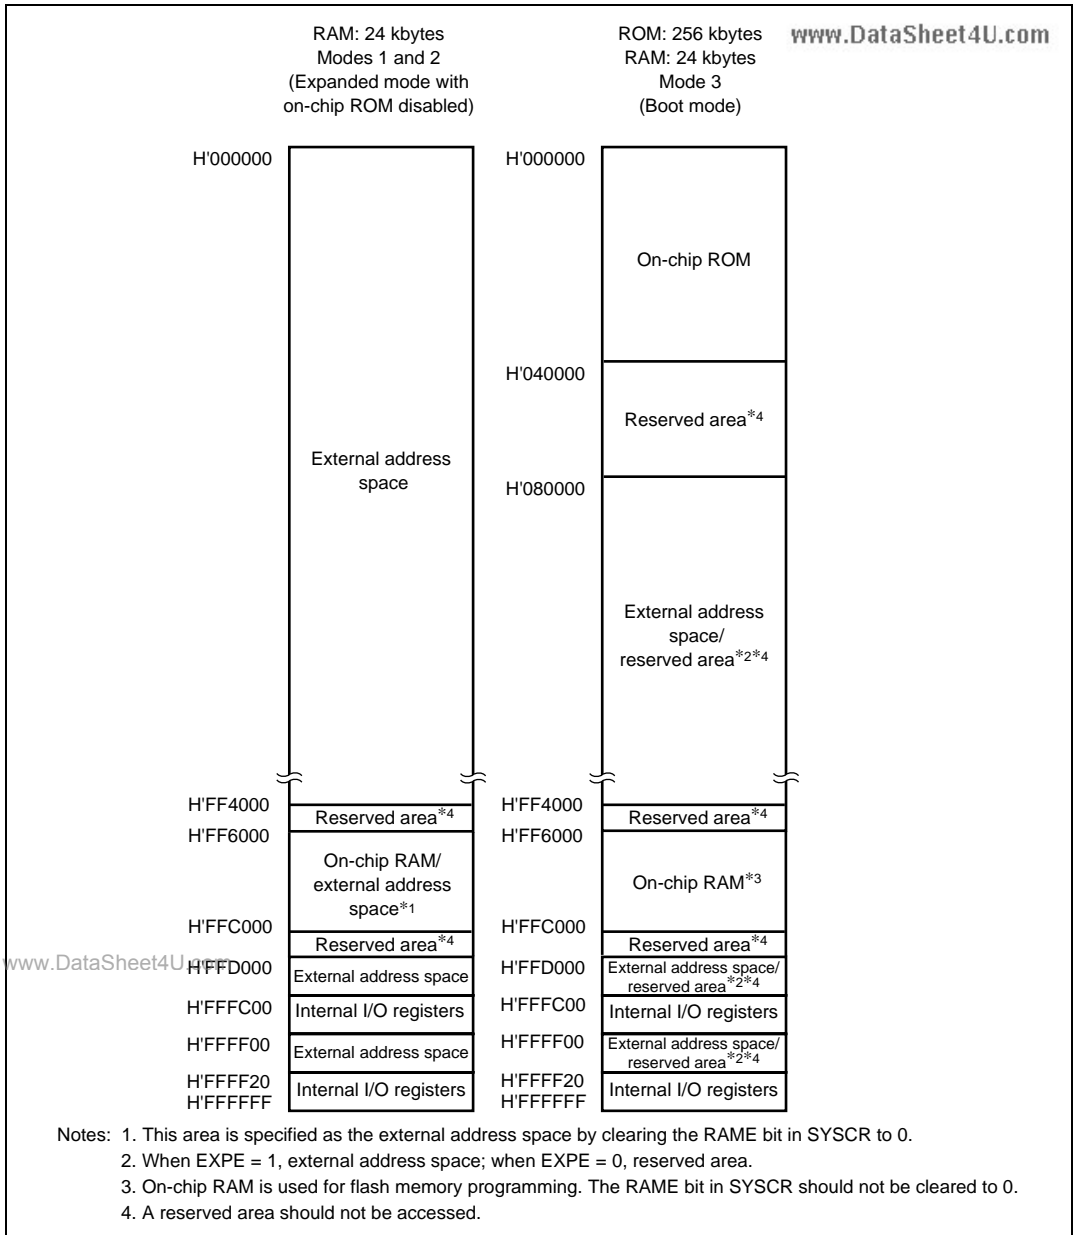 www.DataSheet4U.com
RAM: 24 kbytes
Modes 1 and 2
(Expanded mode with
on-chip ROM disabled)
ROM: 256 kbytes
RAM: 24 kbytes
Mode 3
(Boot mode)
H'000000
External address
space
H'FF4000
Reserved area*4
H'FF6000
On-chip RAM/
external address
space*1
H'FFC000
Reserved area*4
H'FFD000
External address space
H'FFFC00
Internal I/O registers
H'FFFF00
External address space
H'FFFF20
Internal I/O registers
H'FFFFFF
H'000000
On-chip ROM
H'040000
Reserved area*4
H'080000
External address
space/
reserved area*2*4
H'FF4000
Reserved area*4
H'FF6000
On-chip RAM*3
H'FFC000
Reserved area*4
H'FFD000
External address space/
reserved area*2*4
H'FFFC00
Internal I/O registers
H'FFFF00
External address space/
reserved area*2*4
H'FFFF20
Internal I/O registers
H'FFFFFF
www.DataSheet4U.com
Notes: 1. This area is specified as the external address space by clearing the RAME bit in SYSCR to 0.
2. When EXPE = 1, external address space; when EXPE = 0, reserved area.
3. On-chip RAM is used for flash memory programming. The RAME bit in SYSCR should not be cleared to 0.
4. A reserved area should not be accessed.